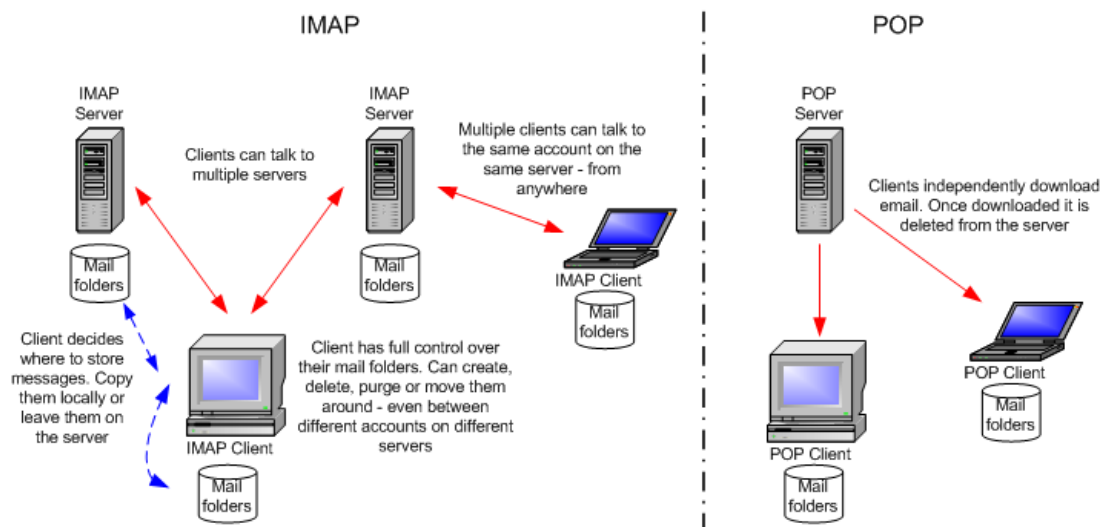 IMAP
POP
IMAP
Server
IMAP
Server
Clients can talk to
multiple servers
Multiple clients can talk to
the same account on the
same server - from
anywhere
Mail
folders
Mail
folders
IMAP Client
Mail
folders
Client decides
where to store
messages. Copy
them locally or
leave them on
the server
Client has full control over
their mail folders. Can create,
delete, purge or move them
around - even between
different accounts on different
servers
IMAP Client
Mail
folders
POP
Server
Clients independently download
email. Once downloaded it is
deleted from the server
POP Client
Mail
folders
POP Client
Mail
folders